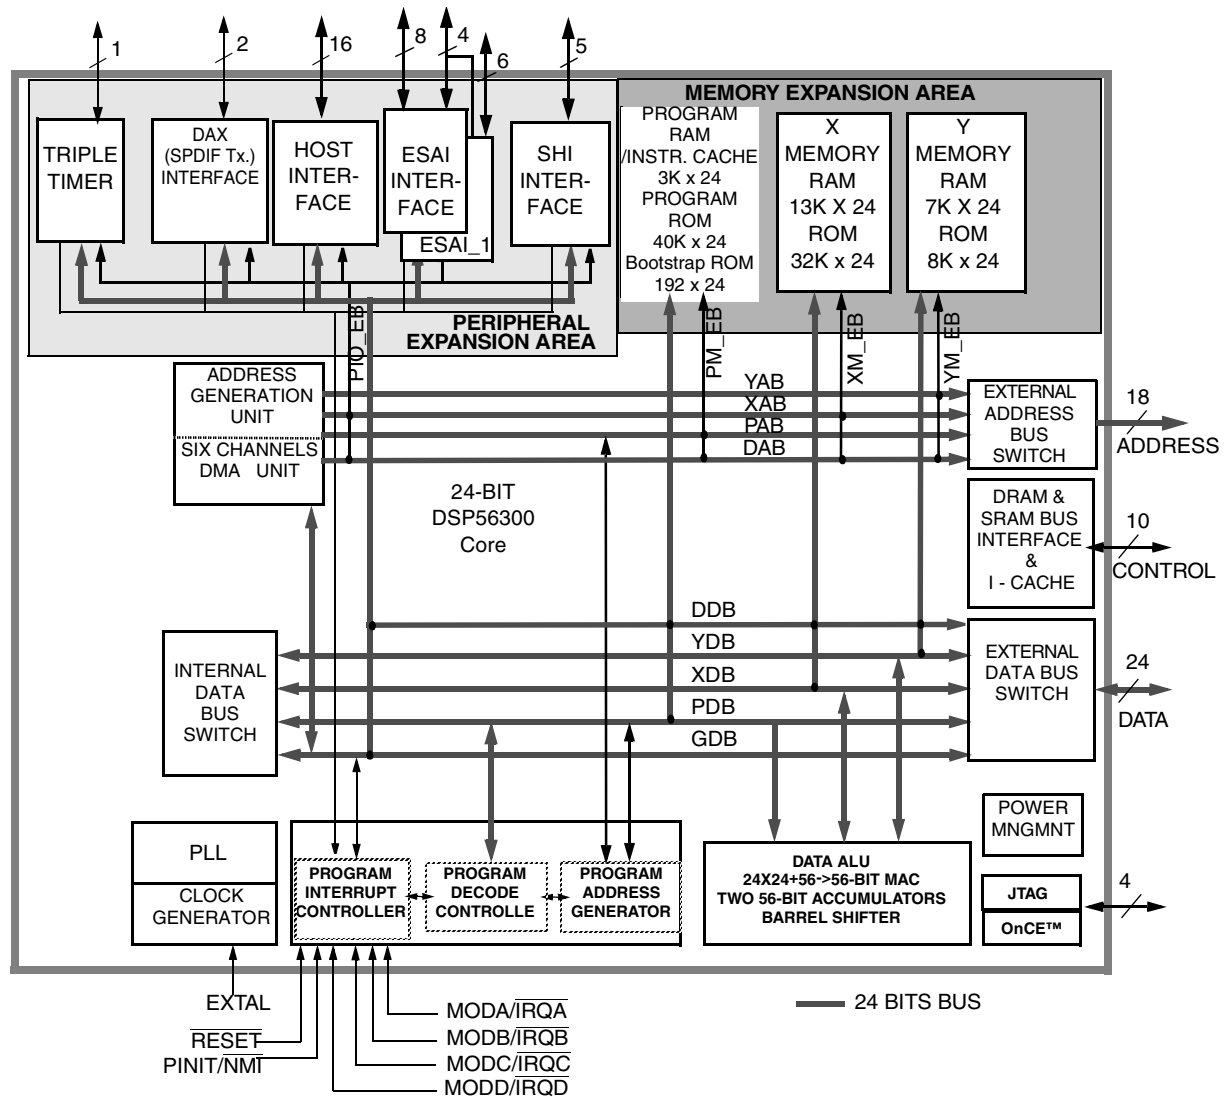 1
2
16
8
4
6
5
MEMORY EXPANSION AREA
TRIPLE
TIMER
DAX
(SPDIF Tx.)
INTERFACE
HOST
INTER-
FACE
ESAI
INTER-
FACE
ESAI_1
SHI
INTER-
FACE
PROGRAM
RAM
/INSTR. CACHE
3K x 24
PROGRAM
ROM
40K x 24
Bootstrap ROM
192 x 24
X
MEMORY
RAM
13K X 24
ROM
32K x 24
Y
MEMORY
RAM
7K X 24
ROM
8K x 24
PERIPHERAL
EXPANSION AREA
PIO_EB
PM_EB
XM_EB
YM_EB
ADDRESS
GENERATION
UNIT
SIX CHANNELS
DMA UNIT
YAB
XAB
PAB
DAB
EXTERNAL
ADDRESS
BUS
SWITCH
18
ADDRESS
24-BIT
DSP56300
Core
DRAM &
SRAM BUS
INTERFACE
&
I - CACHE
10
CONTROL
DDB
YDB
XDB
PDB
GDB
INTERNAL
DATA
BUS
SWITCH
EXTERNAL
DATA BUS
SWITCH
24
DATA
PLL
CLOCK
GENERATOR
PROGRAM
INTERRUPT
CONTROLLER
PROGRAM
DECODE
CONTROLLE
PROGRAM
ADDRESS
GENERATOR
DATA ALU
24X24+56->56-BIT MAC
TWO 56-BIT ACCUMULATORS
BARREL SHIFTER
POWER
MNGMNT
JTAG
OnCE™
4
EXTAL
RESET
PINIT/NMI
MODA/IRQA
MODB/IRQB
MODC/IRQC
MODD/IRQD
24 BITS BUS